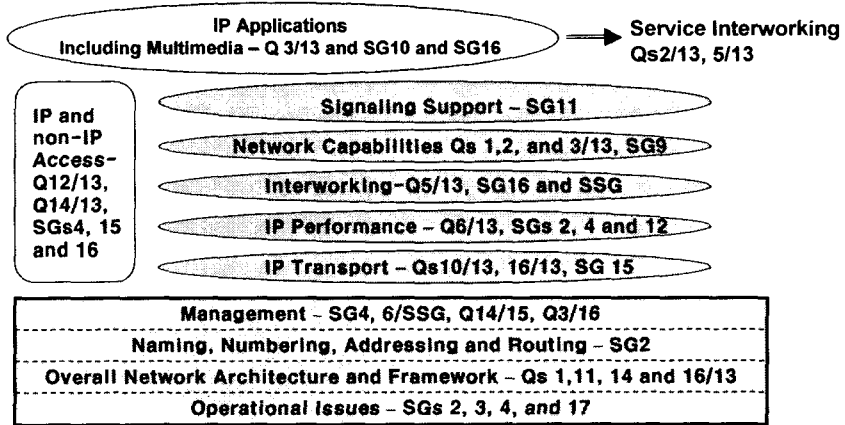 IP Applications
Including Multimedia – Q 3/13 and SG10 and SG16
Service Interworking
Qs2/13, 5/13
IP and
non-IP
Access-
Q12/13,
Q14/13,
SGs4, 15
and 16
Signaling Support – SG11
Network Capabilities Qs 1,2, and 3/13, SG9
Interworking-Q5/13, SG16 and SSG
IP Performance – Q6/13, SGs 2, 4 and 12
IP Transport – Qs10/13, 16/13, SG 15
Management – SG4, 6/SSG, Q14/15, Q3/16
Naming, Numbering, Addressing and Routing – SG2
Overall Network Architecture and Framework – Qs 1,11, 14 and 16/13
Operational Issues – SGs 2, 3, 4, and 17